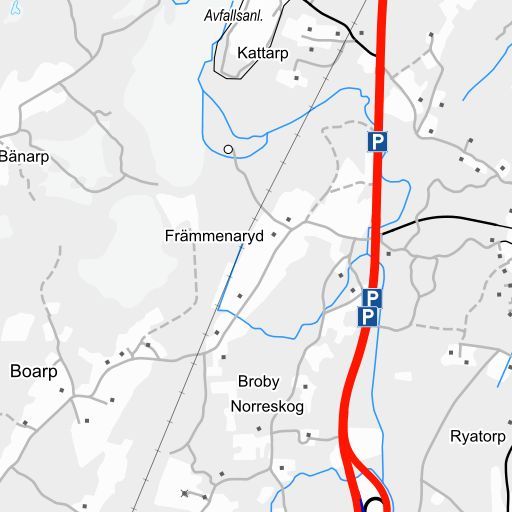 Avfallsanl.
Kattarp
P
Bänarp
Främmenaryd
P
P
Boarp
Broby
Norreskog
Ryatorp